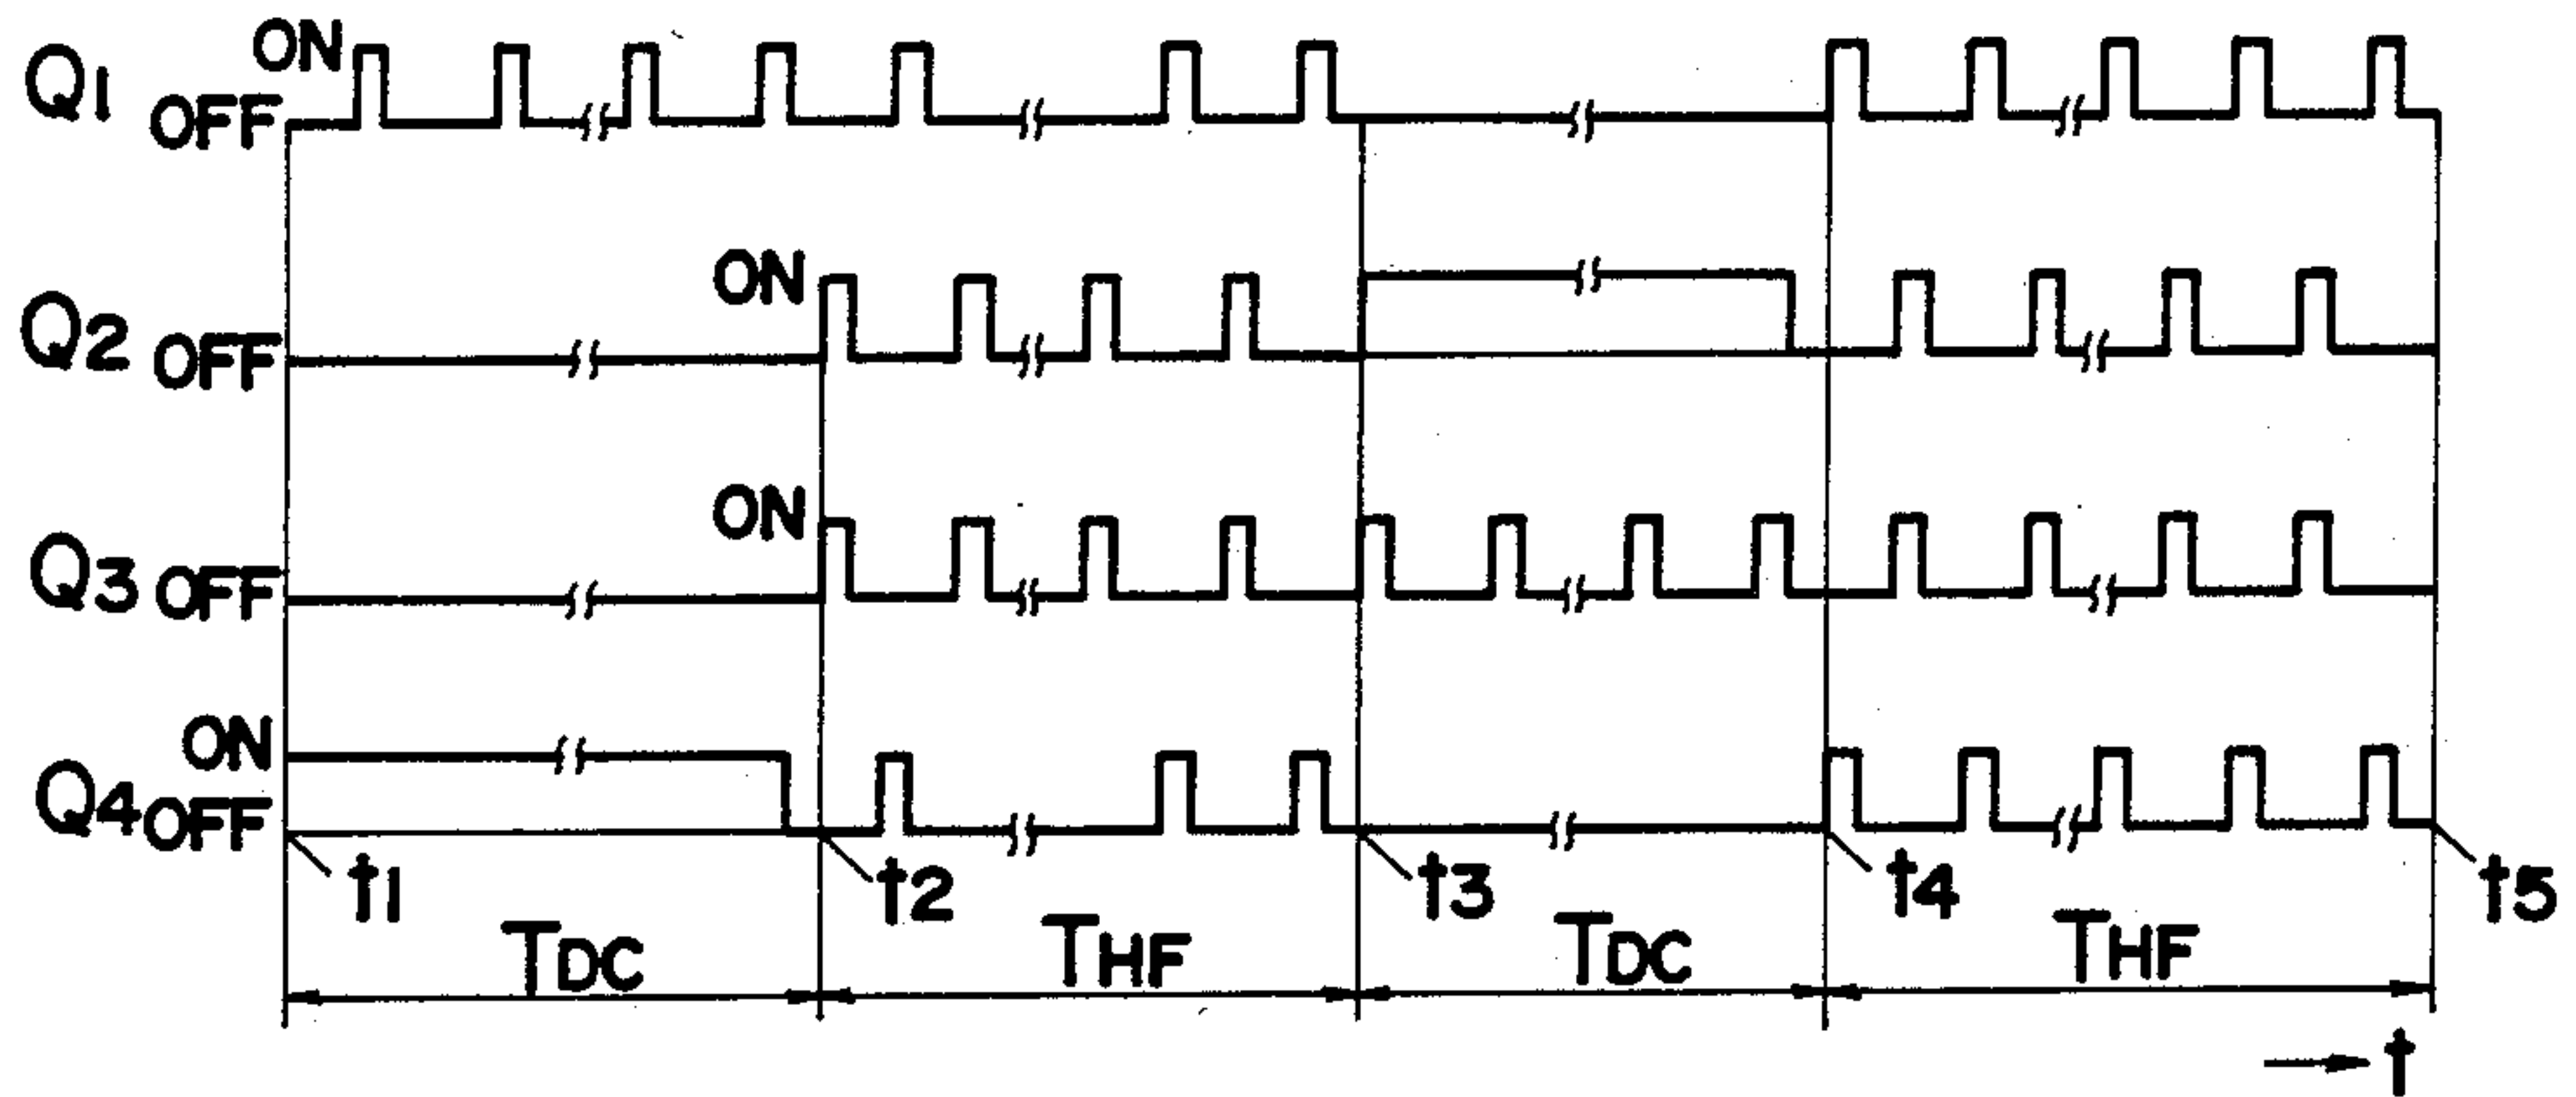 Q1 ON
OFF
Q2 ON
OFF
Q3 ON
OFF
Q4 ON
OFF
t1 t2 t3 t4 t5
TDC THF TDC THF
t